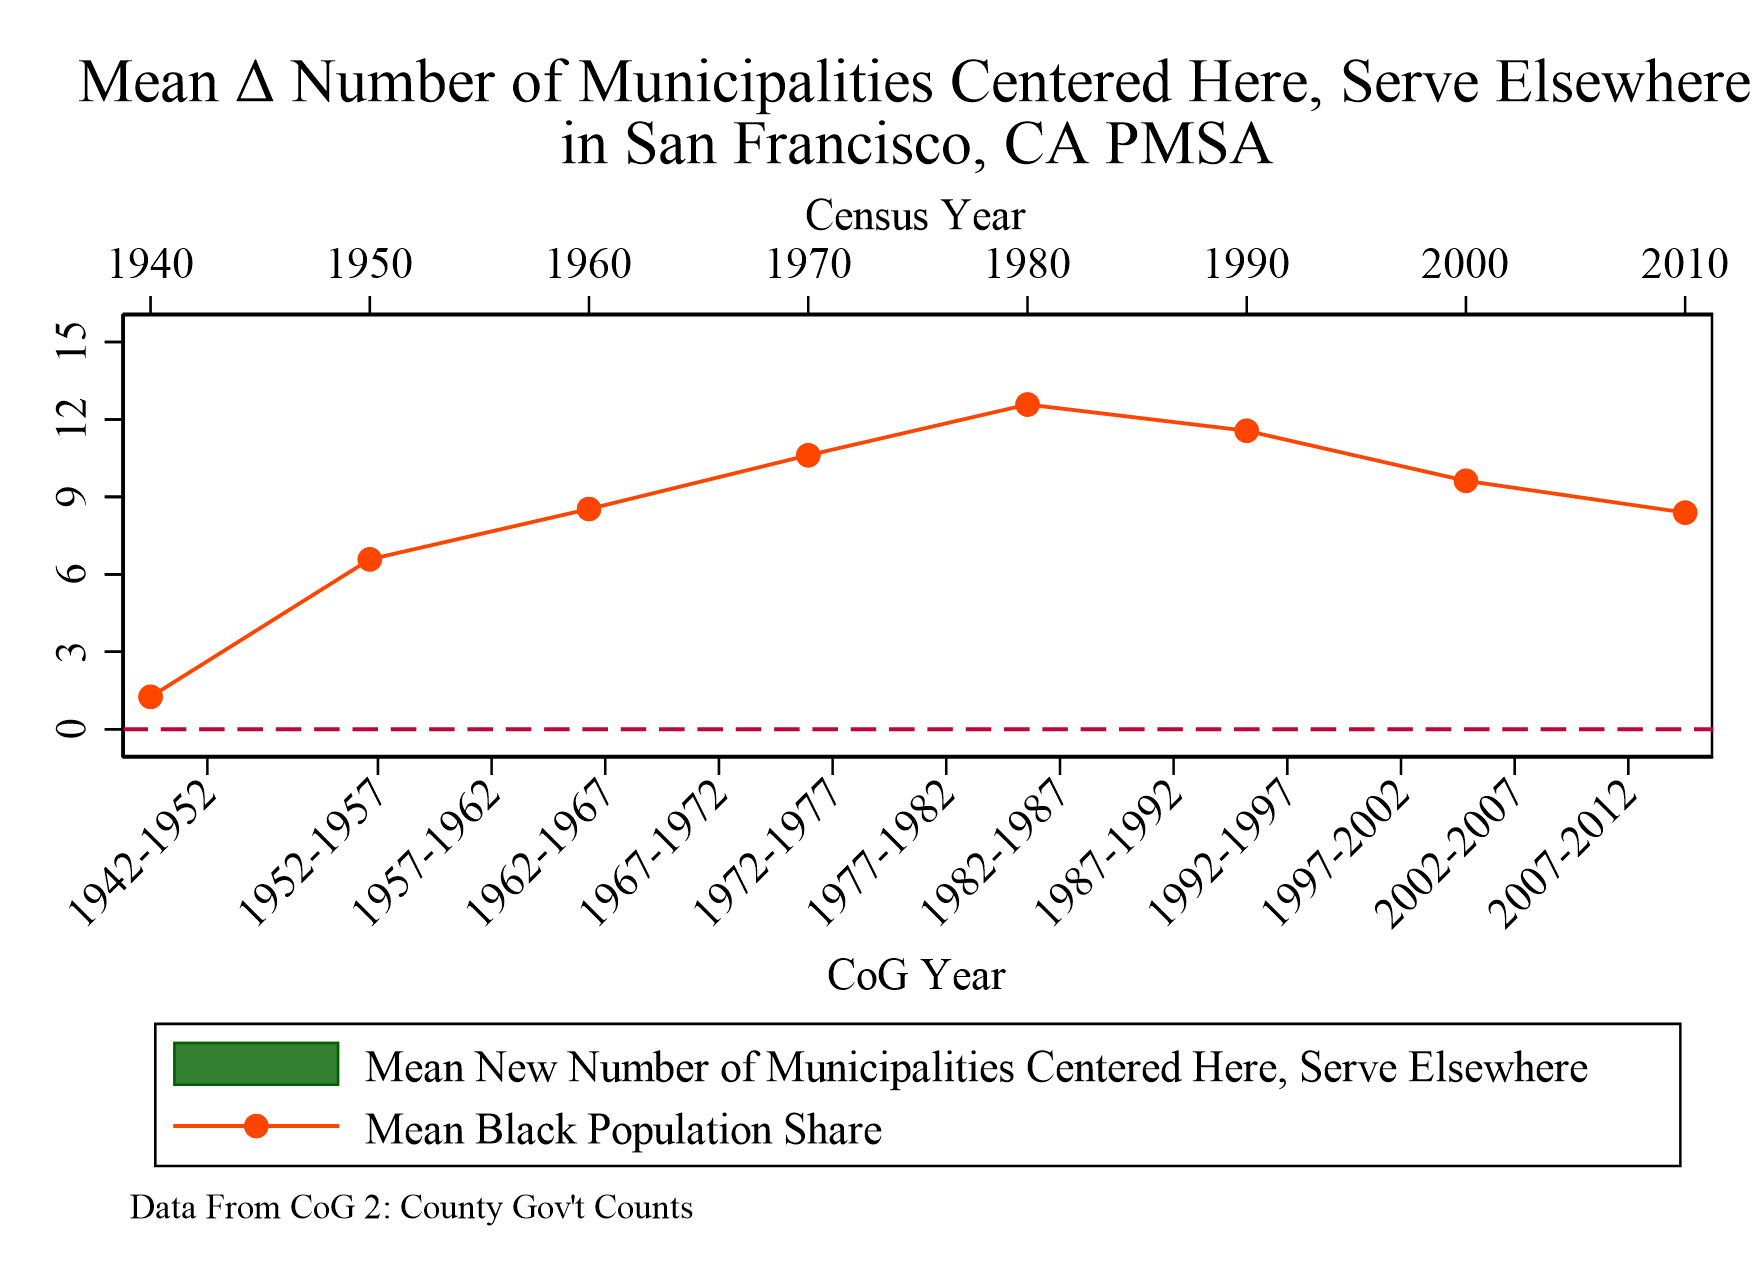 Mean Δ Number of Municipalities Centered Here, Serve Elsewhere
in San Francisco, CA PMSA
Census Year
1940 1950 1960 1970 1980 1990 2000 2010
15
12
9
6
3
0
1942-1952 1952-1957 1957-1962 1962-1967 1967-1972 1972-1977 1977-1982 1982-1987 1987-1992 1992-1997 1997-2002 2002-2007 2007-2012
CoG Year
Mean New Number of Municipalities Centered Here, Serve Elsewhere
Mean Black Population Share
Data From CoG 2: County Gov't Counts